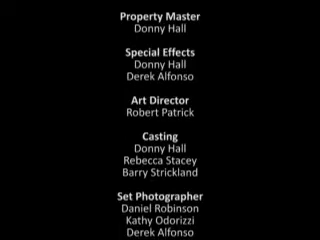 Property Master
Donny Hall
Special Effects
Donny Hall
Derek Alfonso
Art Director
Robert Patrick
Casting
Donny Hall
Rebecca Stacey
Barry Strickland
Set Photographer
Daniel Robinson
Kathy Odorizzi
Derek Alfonso